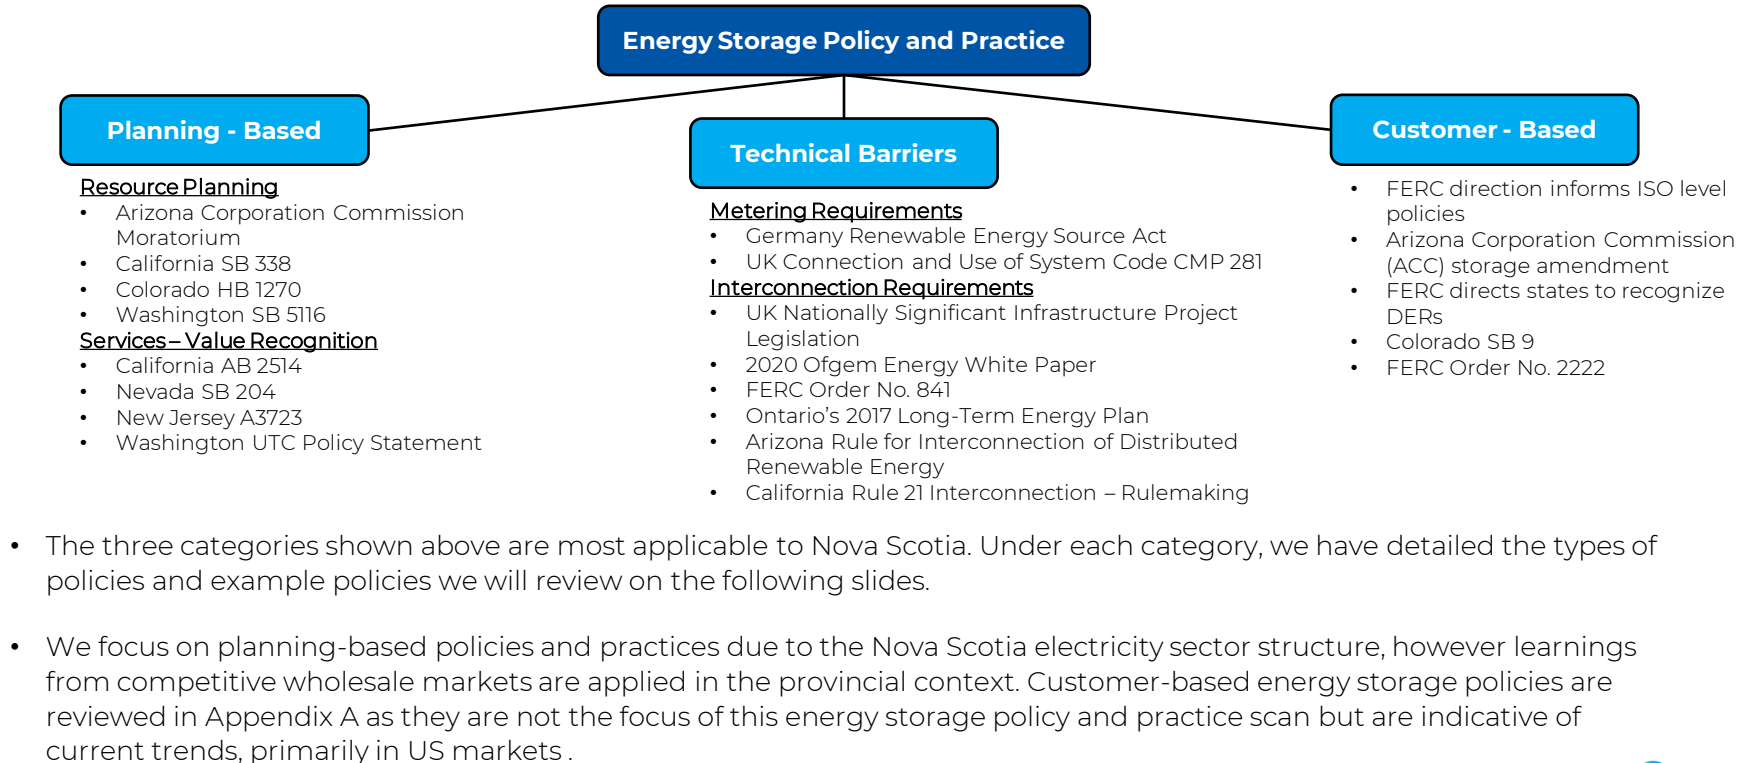 Energy Storage Policy and Practice
Planning - Based
Resource Planning
• Arizona Corporation Commission
Moratorium
• California SB 338
• Colorado HB 1270
• Washington SB 5116
Services – Value Recognition
• California AB 2514
• Nevada SB 204
• New Jersey A3723
• Washington UTC Policy Statement
Technical Barriers
Metering Requirements
• Germany Renewable Energy Source Act
• UK Connection and Use of System Code CMP 281
Interconnection Requirements
• UK Nationally Significant Infrastructure Project
Legislation
• 2020 Ofgem Energy White Paper
• FERC Order No. 841
• Ontario's 2017 Long-Term Energy Plan
• Arizona Rule for Interconnection of Distributed
Renewable Energy
• California Rule 21 Interconnection – Rulemaking
Customer - Based
• FERC direction informs ISO level
policies
• Arizona Corporation Commission
(ACC) storage amendment
• FERC directs states to recognize
DERs
• Colorado SB 9
• FERC Order No. 2222
• The three categories shown above are most applicable to Nova Scotia. Under each category, we have detailed the types of
policies and example policies we will review on the following slides.
• We focus on planning-based policies and practices due to the Nova Scotia electricity sector structure, however learnings
from competitive wholesale markets are applied in the provincial context. Customer-based energy storage policies are
reviewed in Appendix A as they are not the focus of this energy storage policy and practice scan but are indicative of
current trends, primarily in US markets .